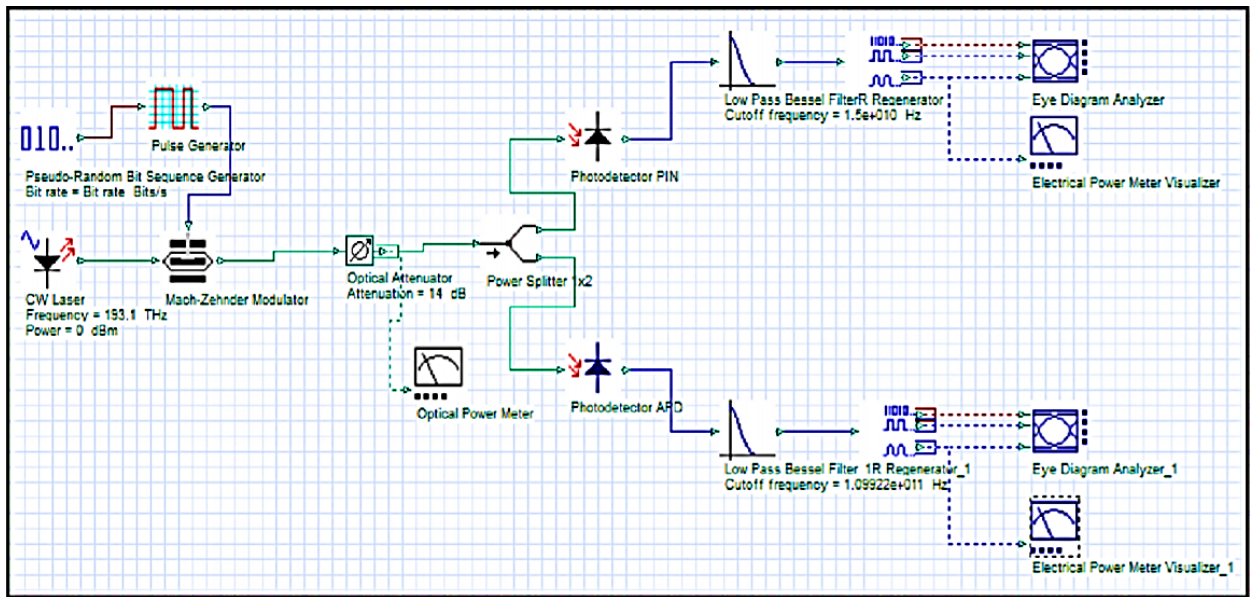 010..
Pulse Generator
Pseudo-Random Bit Sequence Generator
Bit rate = Bit rate  Bits/s
CW Laser
Frequency = 193.1  THz
Power = 0  dBm
Mach-Zehnder Modulator
Optical Attenuator
Attenuation = 14  dB
Power Splitter 1x2
Optical Power Meter
Photodetector PIN
Low Pass Bessel FilterR Regenerator
Cutoff frequency = 1.5e+010  Hz
Eye Diagram Analyzer
Electrical Power Meter Visualizer
Photodetector APD
Low Pass Bessel Filter_1R Regenerator_1
Cutoff frequency = 1.09922e+011  Hz
Eye Diagram Analyzer_1
Electrical Power Meter Visualizer_1